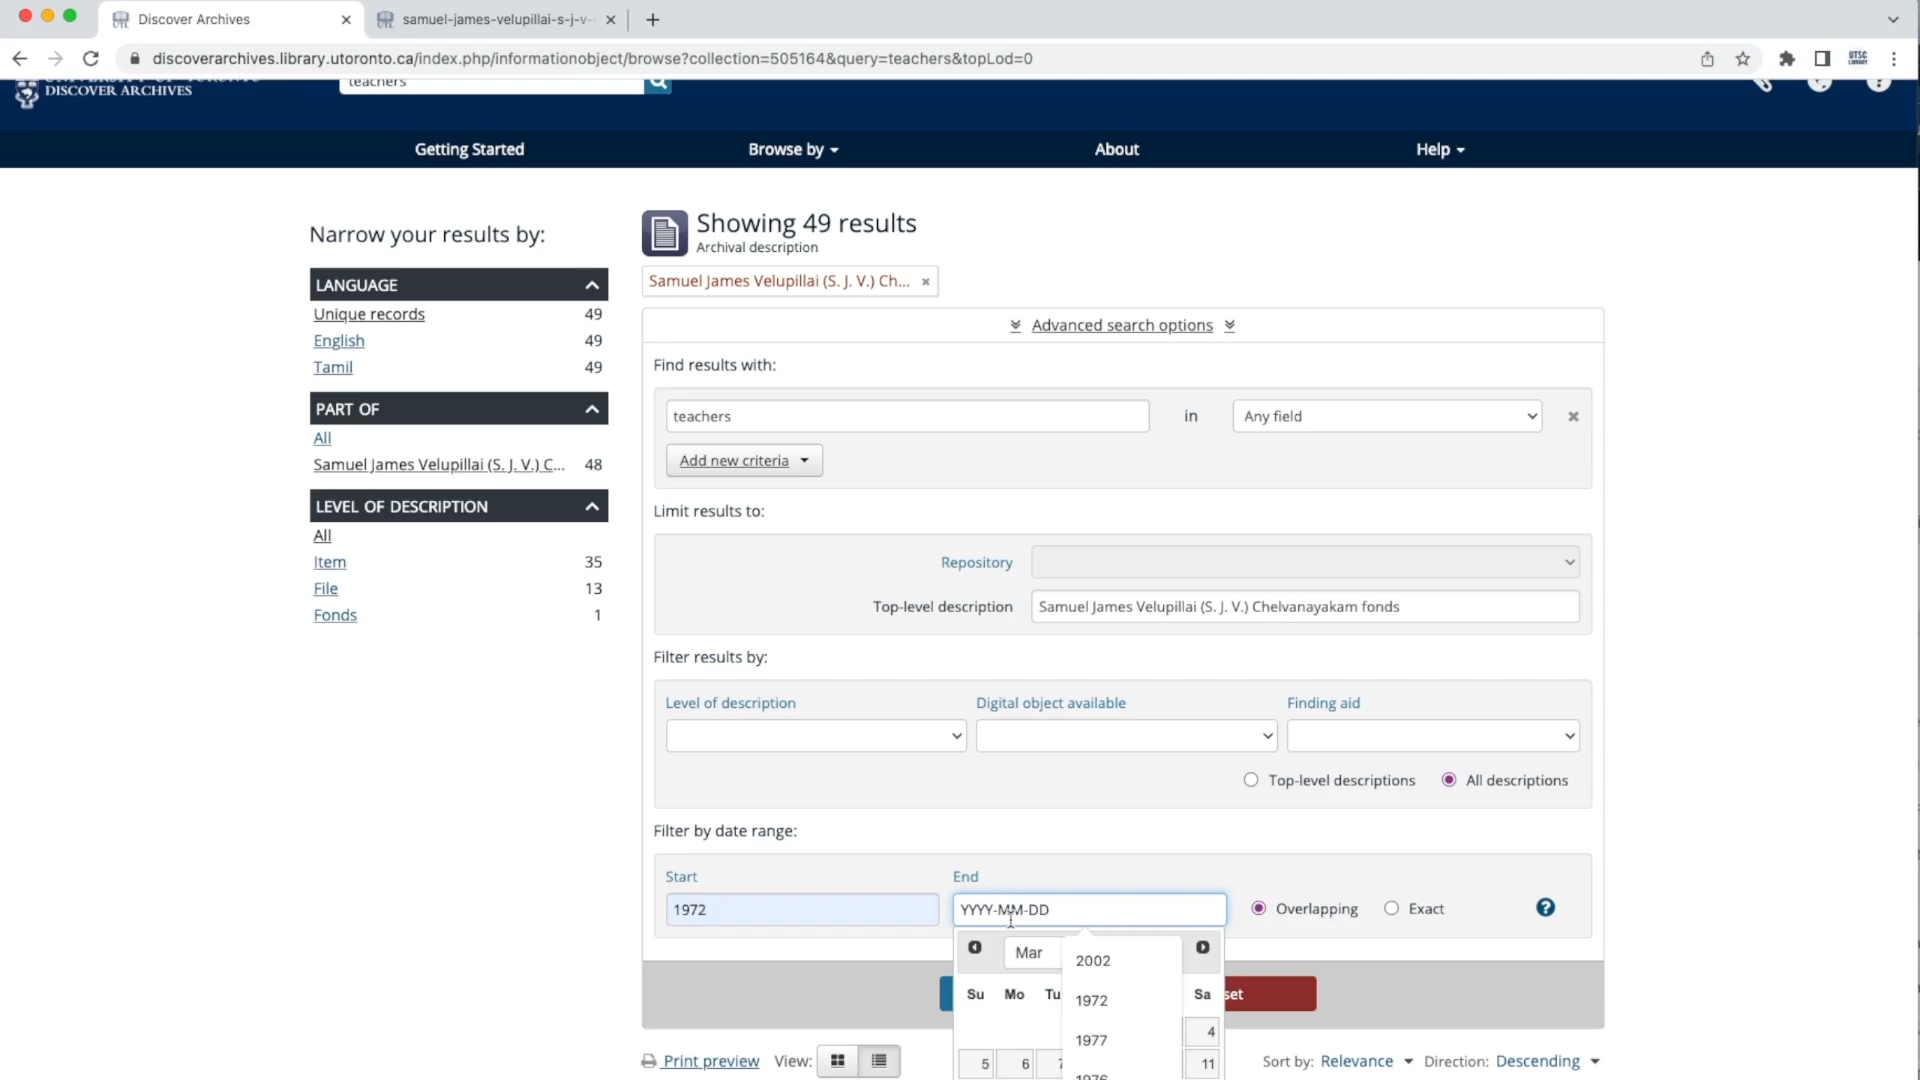 Discover Archives
samuel-james-velupillai-s-j-v-
discoverarchives.library.utoronto.ca/index.php/informationobject/browse?collection=505164&query=teachers&topLod=0
UTSC
LIBRARY
UNIVERSITY OF TORONTO
DISCOVER ARCHIVES
teachers
Getting Started
Browse by
About
Help
Narrow your results by:
LANGUAGE
Unique records 49
English 49
Tamil 49
PART OF
All
Samuel James Velupillai (S. J. V.) C... 48
LEVEL OF DESCRIPTION
All
Item 35
File 13
Fonds 1
Showing 49 results
Archival description
Samuel James Velupillai (S. J. V.) Ch... ×
Advanced search options
Find results with:
teachers in Any field
Add new criteria
Limit results to:
Repository
Top-level description Samuel James Velupillai (S. J. V.) Chelvanayakam fonds
Filter results by:
Level of description Digital object available Finding aid
Top-level descriptions All descriptions
Filter by date range:
Start End
1972 YYYY-MM-DD Overlapping Exact ?
Mar
2002
Su Mo Tu 1972 Sa set
4
1977
5 6 7 11
1976
Print preview View: Sort by: Relevance Direction: Descending